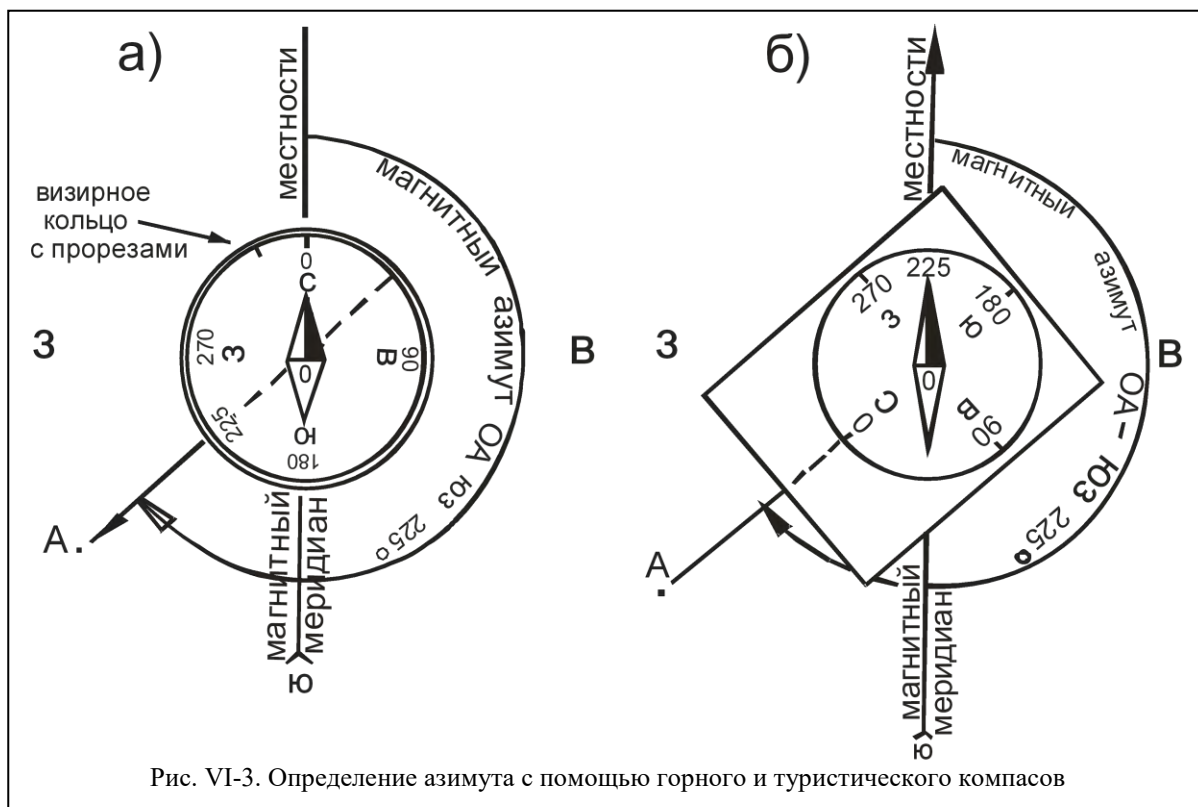 а)
местности
визирное
кольцо
с прорезами
магнитный азимут ОА юз 225°
0
С
270
З
В
90
0
225
Ю
180
З
В
А.
магнитный
меридиан
ю
б)
местности
магнитный азимут ОА – ЮЗ 225°
225
270
180
З
Ю
0
С
О
В
90
З
В
А
.
магнитный
меридиан
ю
Рис. VI-3. Определение азимута с помощью горного и туристического компасов